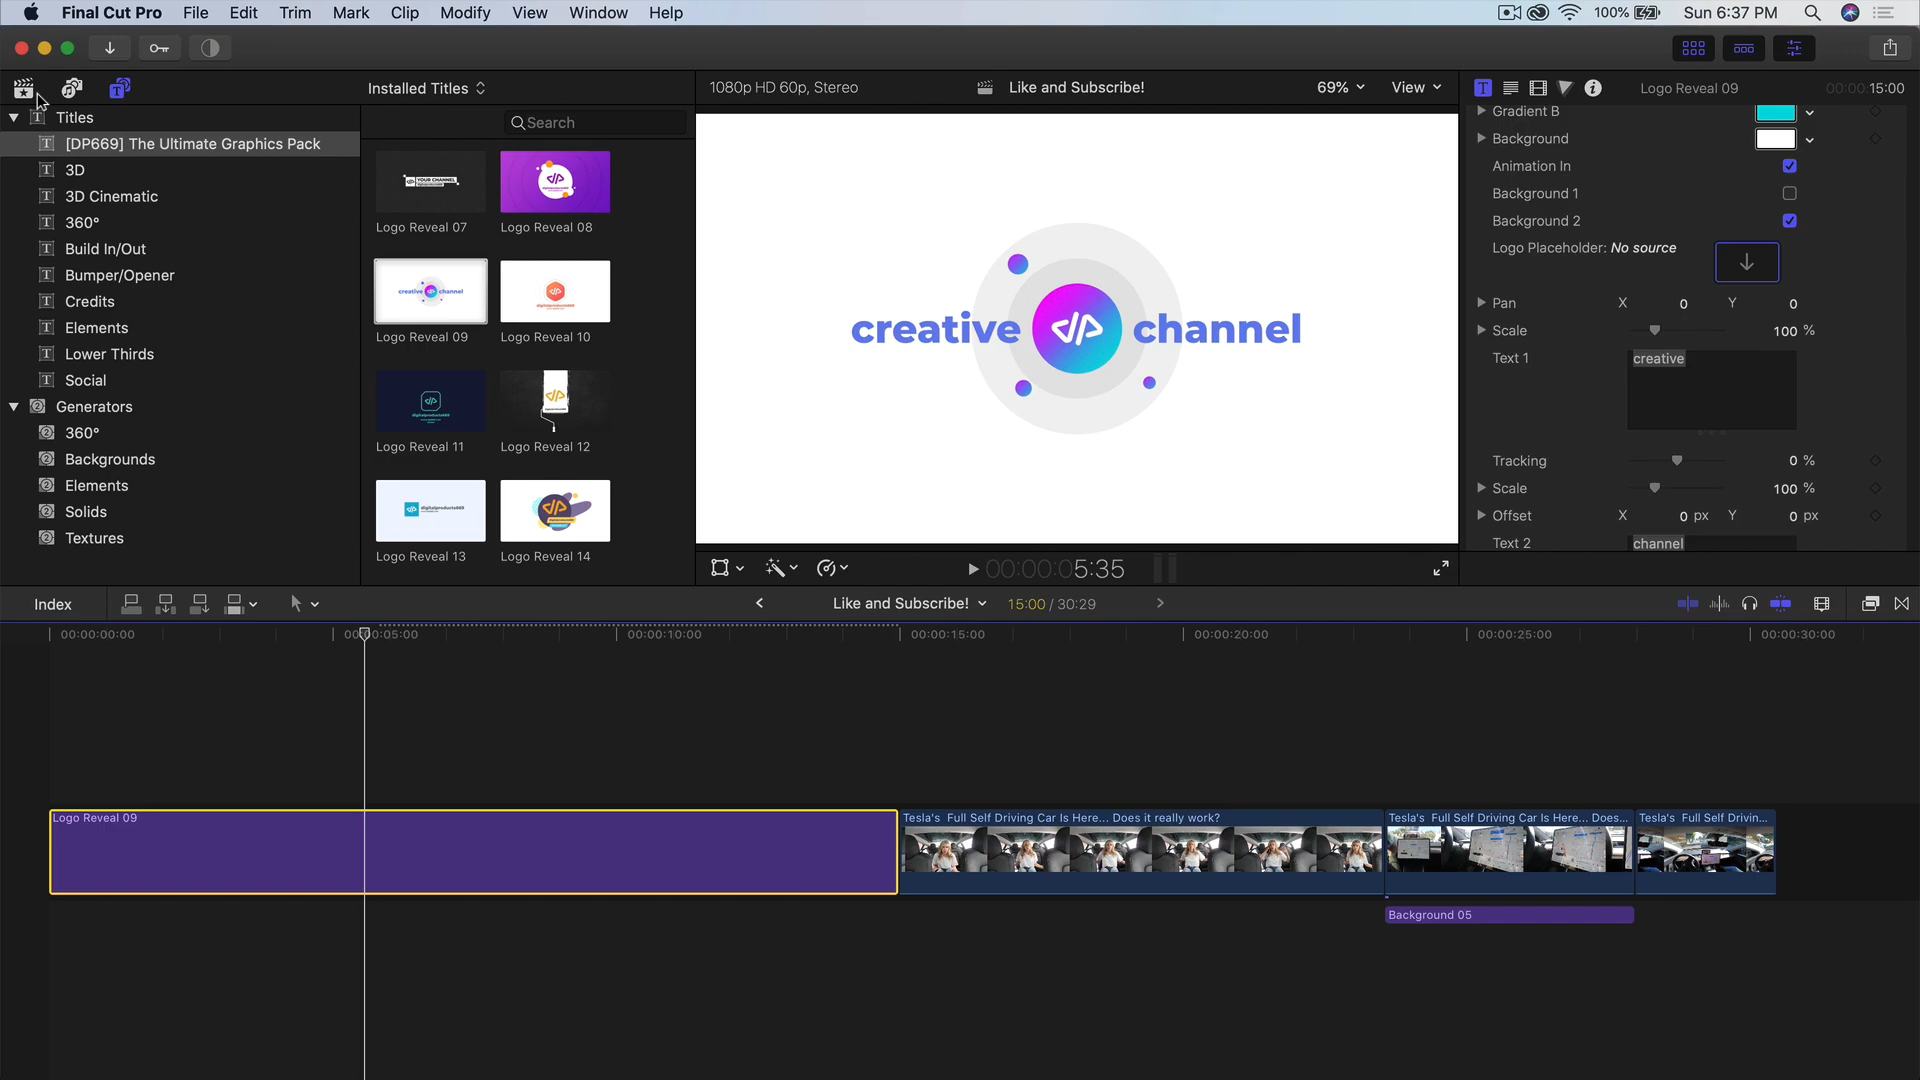 Final Cut Pro File Edit Trim Mark Clip Modify View Window Help
100% Sun 6:37 PM
Installed Titles
1080p HD 60p, Stereo
Like and Subscribe!
69%
View
Logo Reveal 09
00:00:15:00
Titles
[DP669] The Ultimate Graphics Pack
3D
3D Cinematic
360°
Build In/Out
Bumper/Opener
Credits
Elements
Lower Thirds
Social
Generators
360°
Backgrounds
Elements
Solids
Textures
Search
YOUR CHANNEL
Logo Reveal 07
Logo Reveal 08
creative channel
Logo Reveal 09
Logo Reveal 10
Logo Reveal 11
Logo Reveal 12
digitalproducts669
Logo Reveal 13
Logo Reveal 14
creative channel
Gradient B
Background
Animation In
Background 1
Background 2
Logo Placeholder: No source
Pan X 0 Y 0
Scale 100 %
Text 1 creative
Tracking 0 %
Scale 100 %
Offset X 0 px Y 0 px
Text 2 channel
00:00:00:05:35
Index
Like and Subscribe!
15:00 / 30:29
00:00:00:00
00:00:05:00
00:00:10:00
00:00:15:00
00:00:20:00
00:00:25:00
00:00:30:00
Logo Reveal 09
Tesla's Full Self Driving Car Is Here... Does it really work?
Tesla's Full Self Driving Car Is Here... Does...
Tesla's Full Self Drivin...
Background 05